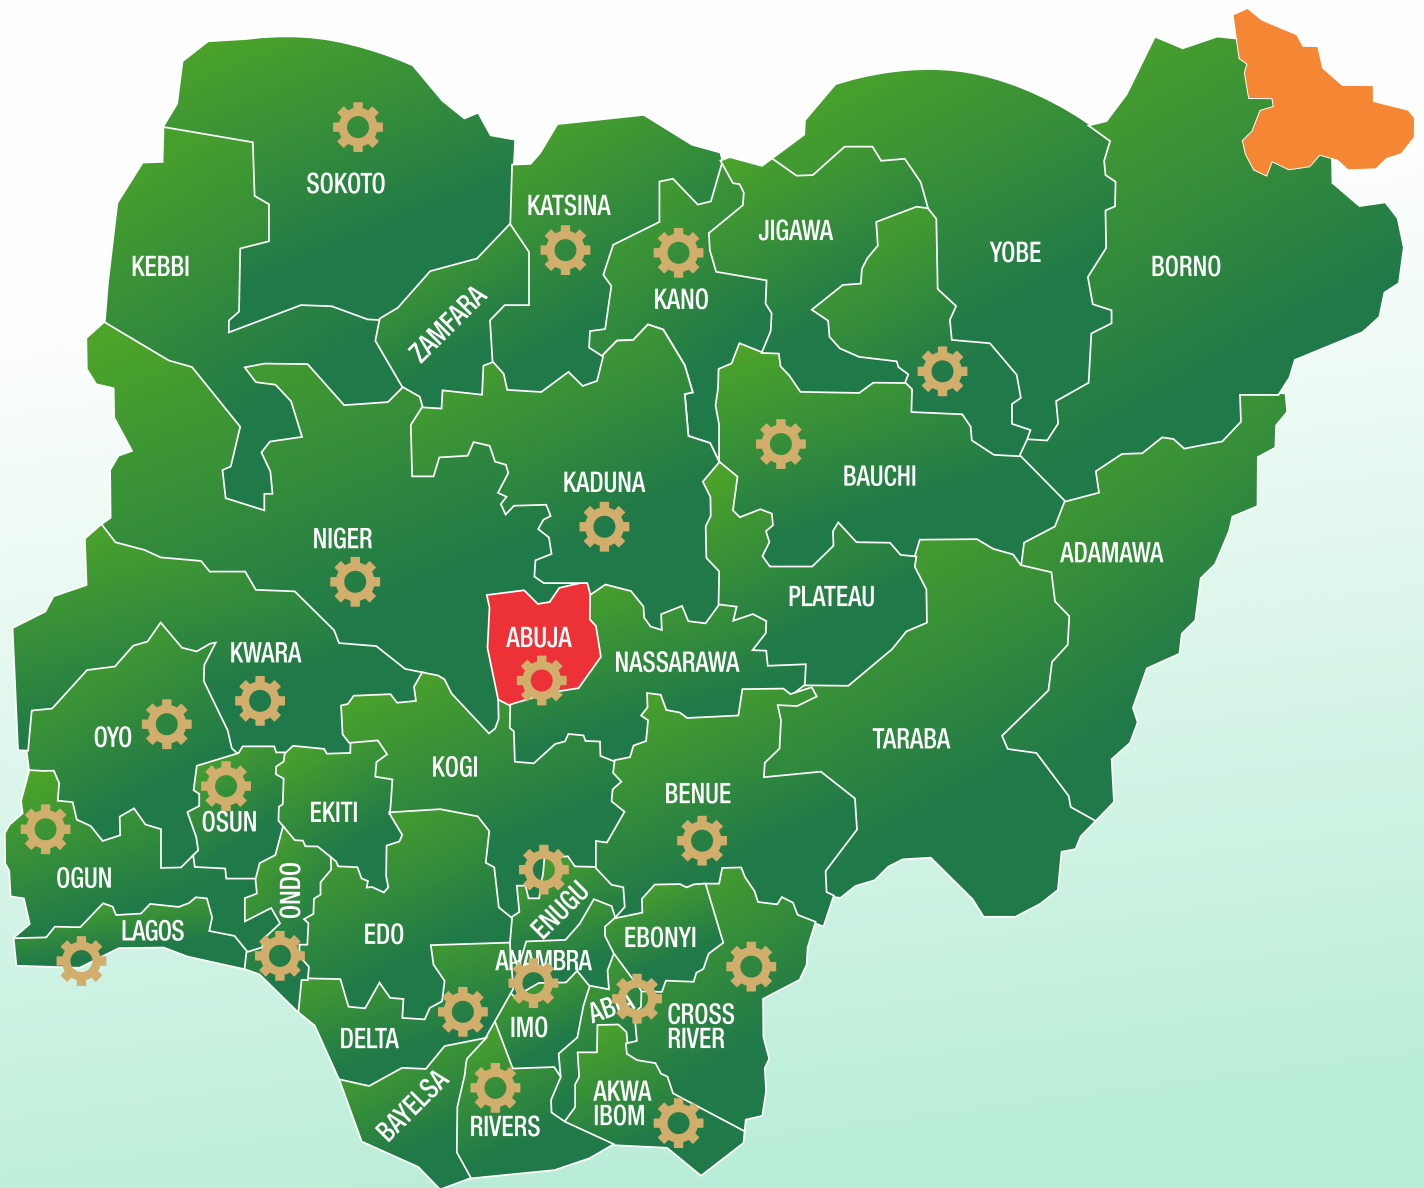 SOKOTO
KATSINA
JIGAWA
YOBE
BORNO
KEBBI
KANO
ZAMFARA
BAUCHI
KADUNA
NIGER
ADAMAWA
PLATEAU
ABUJA
NASSARAWA
KWARA
OYO
TARABA
KOGI
BENUE
EKITI
OSUN
OGUN
ONDO
ENUGU
LAGOS
EDO
EBONYI
ANAMBRA
ABIA
CROSS
RIVER
IMO
DELTA
AKWA
IBOM
BAYELSA
RIVERS